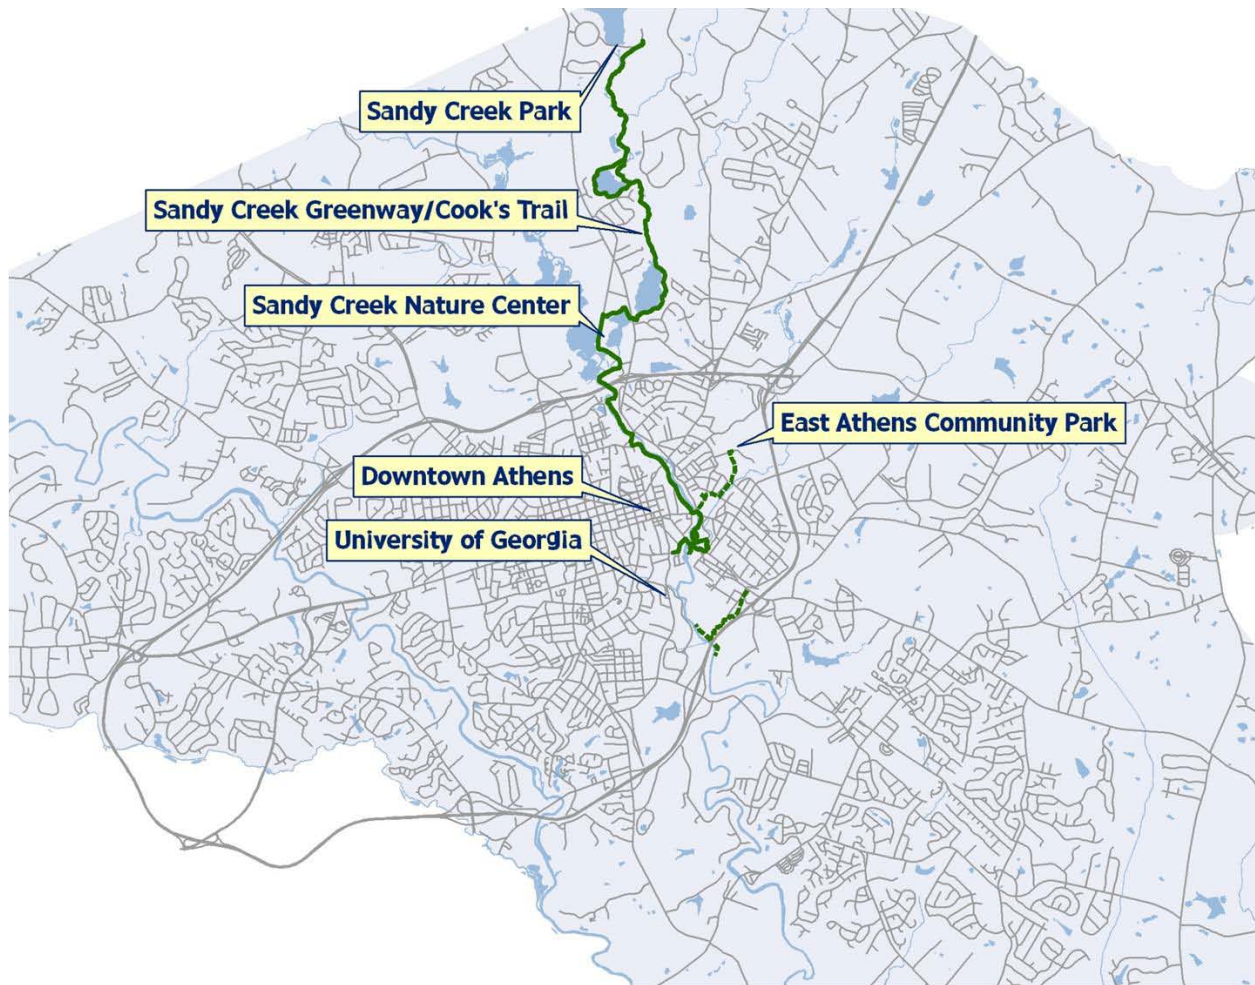 Sandy Creek Park
Sandy Creek Greenway/Cook's Trail
Sandy Creek Nature Center
East Athens Community Park
Downtown Athens
University of Georgia